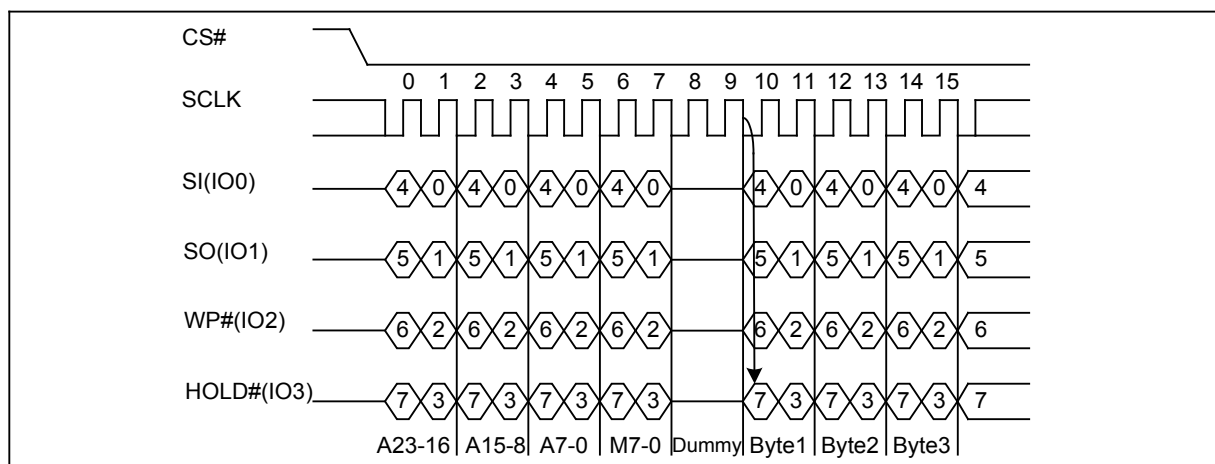 CS#
0 1 2 3 4 5 6 7 8 9 10 11 12 13 14 15
SCLK
SI(IO0) 4 0 4 0 4 0 4 0 4 0 4 0 4 0 4
SO(IO1) 5 1 5 1 5 1 5 1 5 1 5 1 5 1 5
WP#(IO2) 6 2 6 2 6 2 6 2 6 2 6 2 6 2 6
HOLD#(IO3) 7 3 7 3 7 3 7 3 7 3 7 3 7 3 7
A23-16 A15-8 A7-0 M7-0 Dummy Byte1 Byte2 Byte3